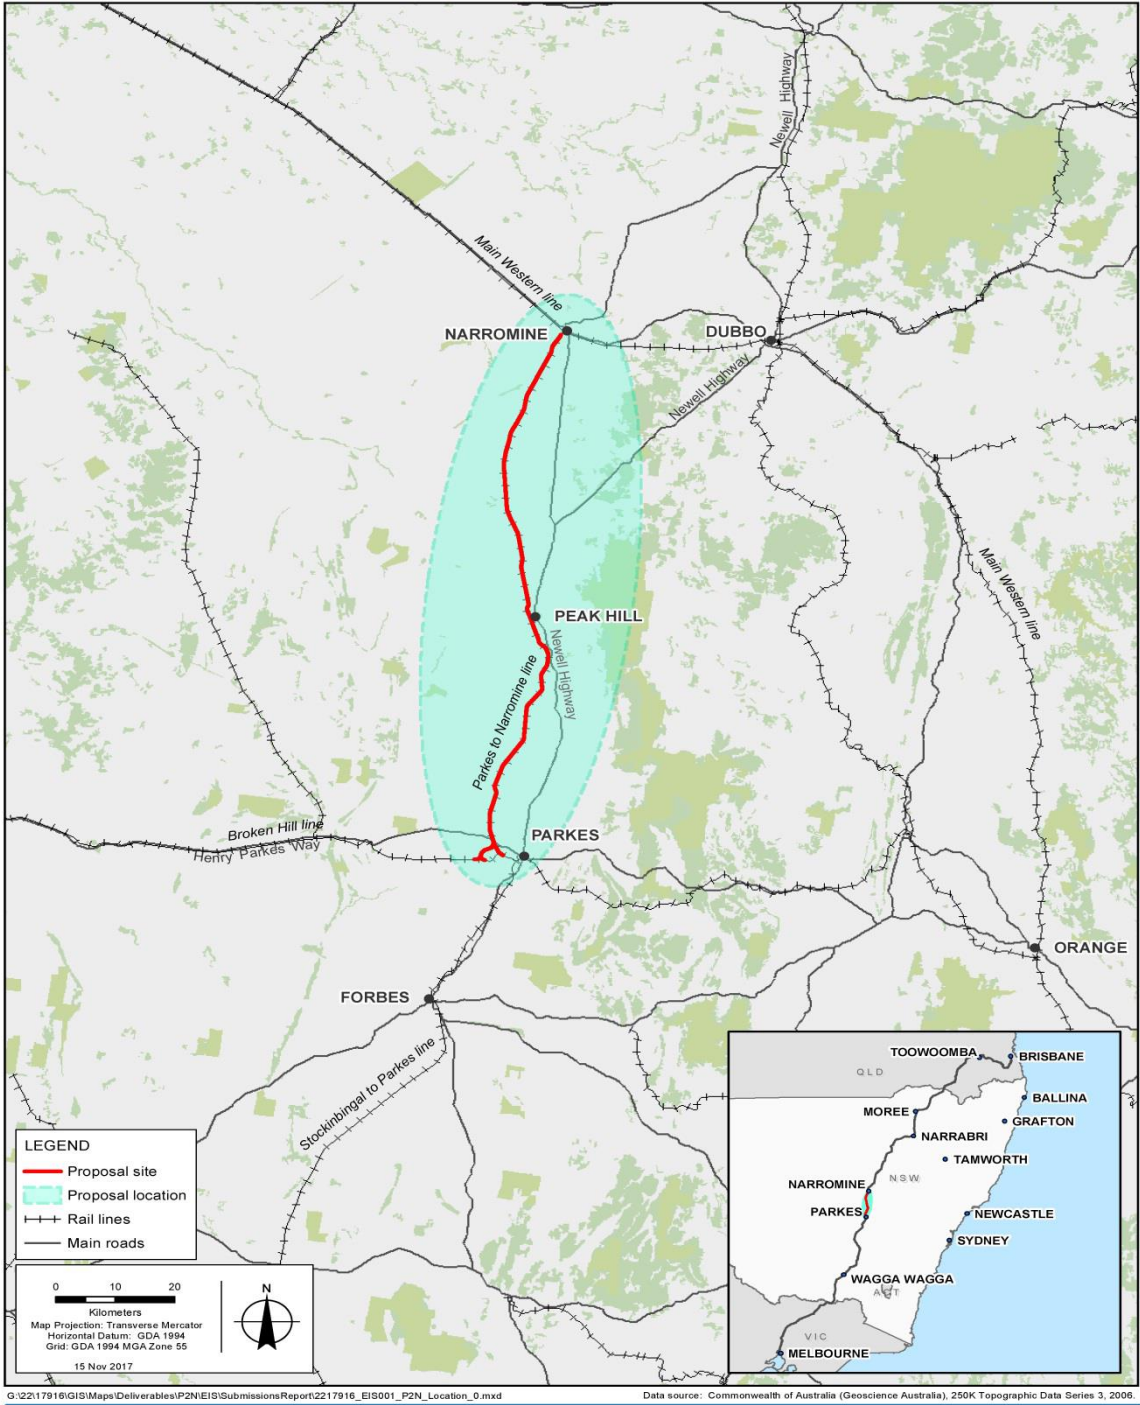 Newell Highway
Main Western line
NARROMINE
DUBBO
Newell Highway
Main Western line
PEAK HILL
Newell Highway
Parkes to Narromine line
PARKES
Broken Hill line
Henry Parkes Way
ORANGE
FORBES
Stockinbingal to Parkes line
LEGEND
Proposal site
Proposal location
Rail lines
Main roads
0 10 20
Kilometers
Map Projection: Transverse Mercator
Horizontal Datum: GDA 1994
Grid: GDA 1994 MGA Zone 55
15 Nov 2017
N
TOOWOOMBA
BRISBANE
QLD
BALLINA
MOREE
GRAFTON
NARRABRI
TAMWORTH
NSW
NARROMINE
PARKES
NEWCASTLE
SYDNEY
WAGGA WAGGA
ACT
VIC
MELBOURNE
G:\22\17916\GIS\Maps\Deliverables\P2N\EIS\SubmissionsReport\2217916_EIS001_P2N_Location_0.mxd
Data source: Commonwealth of Australia (Geoscience Australia), 250K Topographic Data Series 3, 2006.